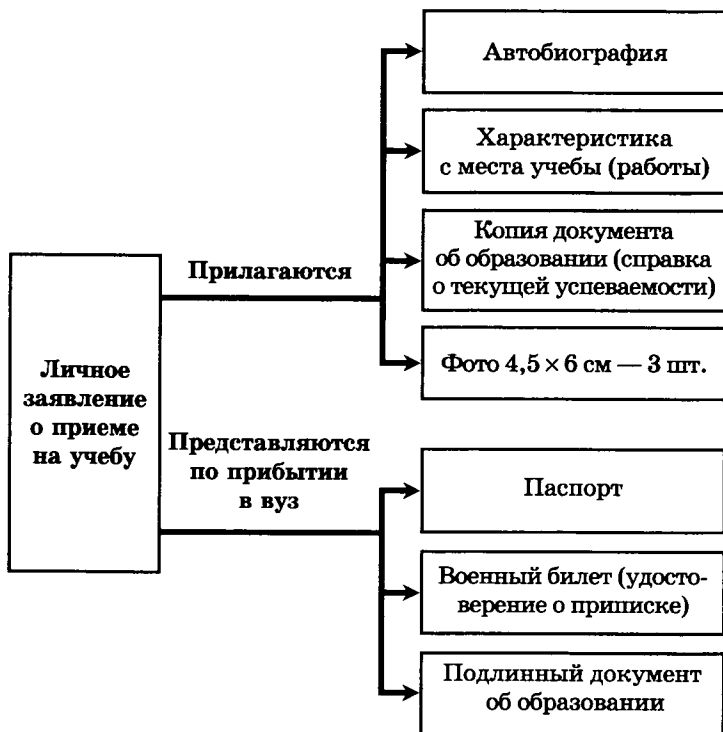 Личное
заявление
о приеме
на учебу
Прилагаются
Автобиография
Характеристика
с места учебы (работы)
Копия документа
об образовании (справка
о текущей успеваемости)
Фото 4,5 × 6 см — 3 шт.
Представляются
по прибытии
в вуз
Паспорт
Военный билет (удосто-
верение о приписке)
Подлинный документ
об образовании